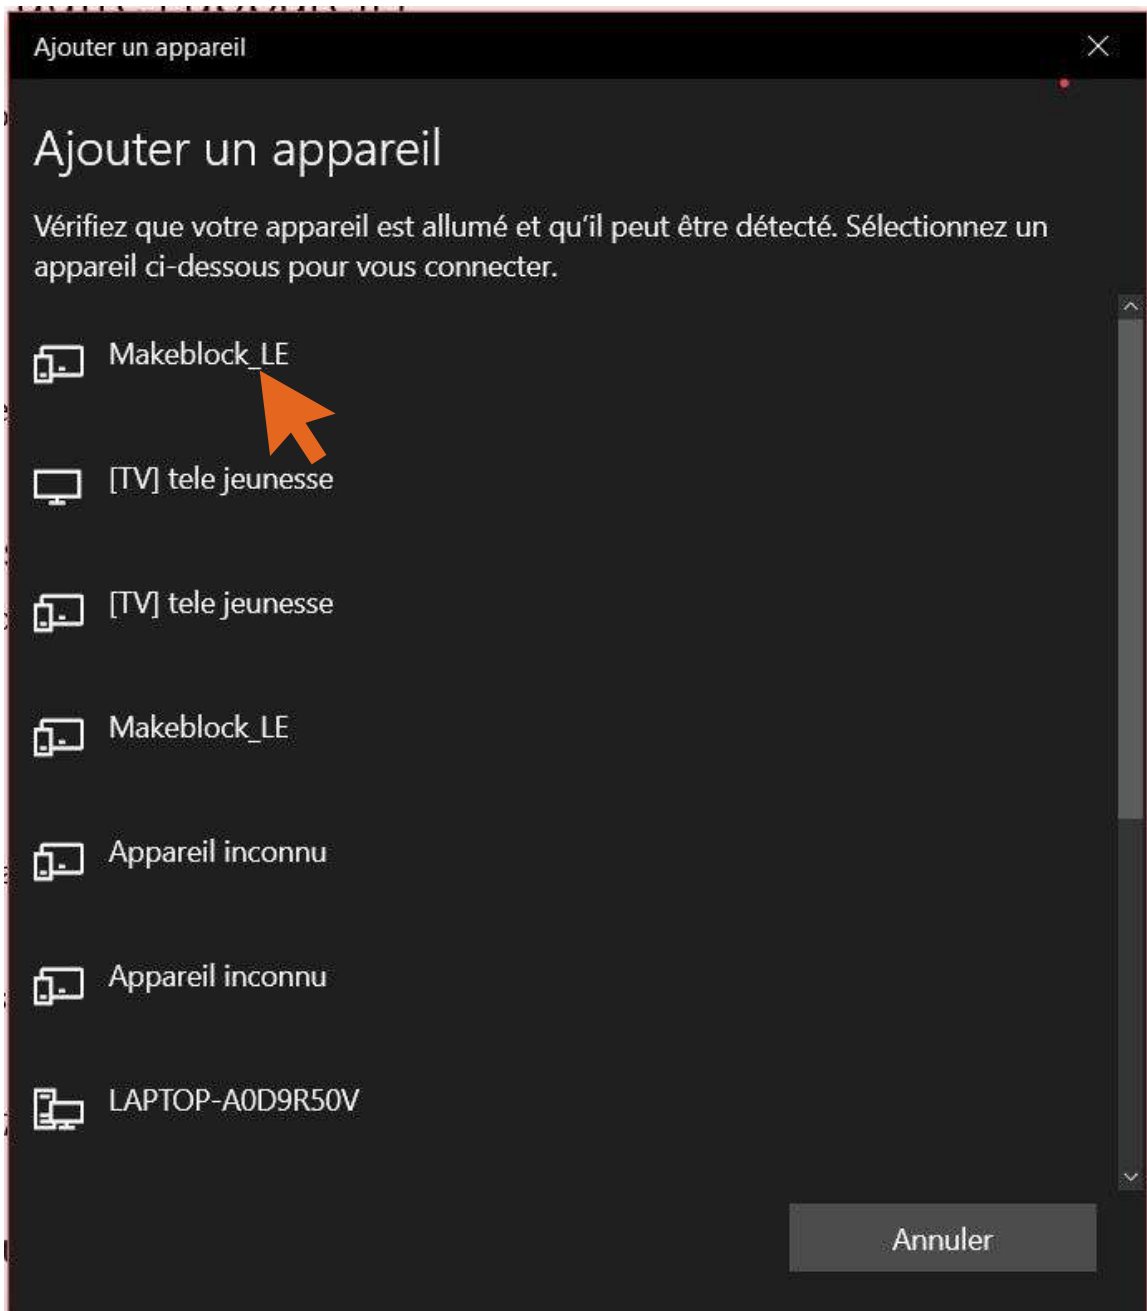 Ajouter un appareil
Ajouter un appareil
Vérifiez que votre appareil est allumé et qu'il peut être détecté. Sélectionnez un
appareil ci-dessous pour vous connecter.
Makeblock_LE
[TV] tele jeunesse
[TV] tele jeunesse
Makeblock_LE
Appareil inconnu
Appareil inconnu
LAPTOP-A0D9R50V
Annuler